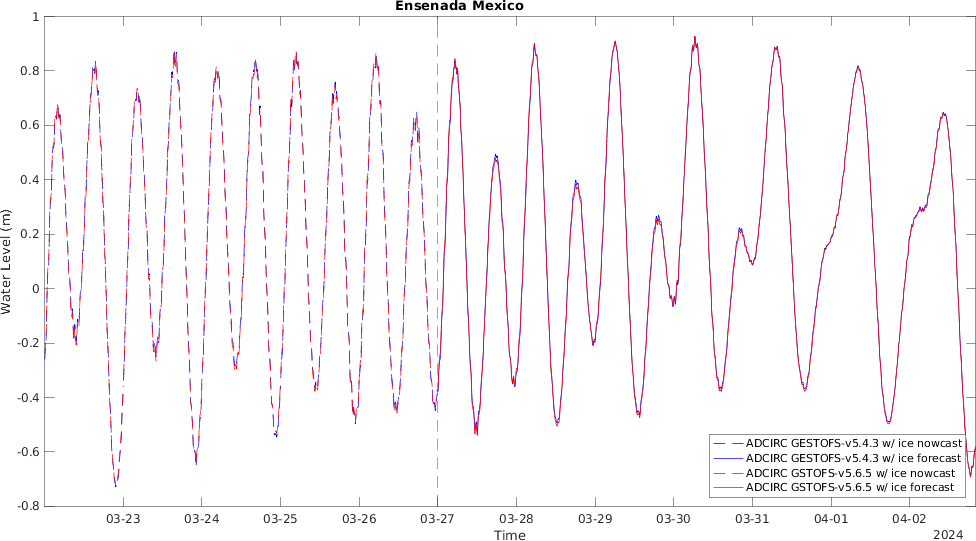 Ensenada Mexico
Water Level (m)
1
0.8
0.6
0.4
0.2
0
-0.2
-0.4
-0.6
-0.8
ADCIRC GESTOFS-v5.4.3 w/ ice nowcast
ADCIRC GESTOFS-v5.4.3 w/ ice forecast
ADCIRC GSTOFS-v5.6.5 w/ ice nowcast
ADCIRC GSTOFS-v5.6.5 w/ ice forecast
03-23 03-24 03-25 03-26 03-27 03-28 03-29 03-30 03-31 04-01 04-02
Time
2024